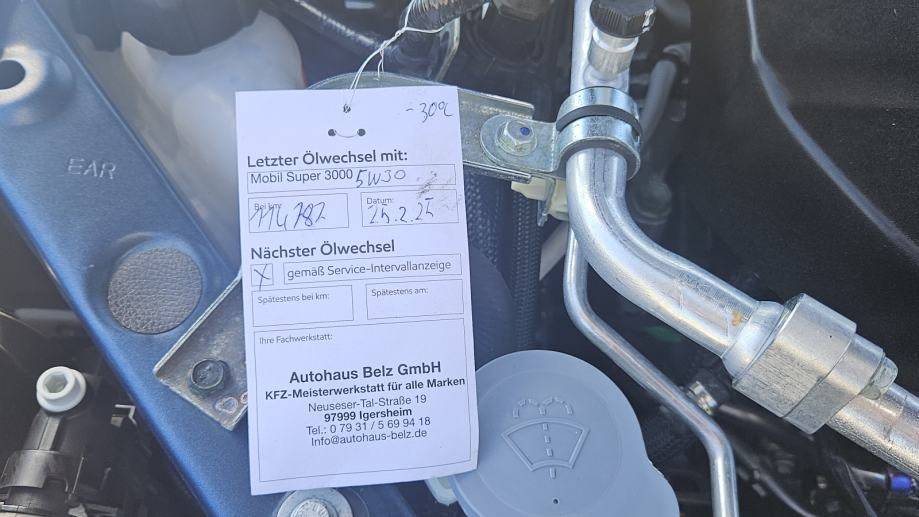 EAR
-30°C
Letzter Ölwechsel mit:
Mobil Super 3000 5W30
Bei km: Datum:
114782 25.2.25
Nächster Ölwechsel
X gemäß Service-Intervallanzeige
Spätestens bei km: Spätestens am:
Ihre Fachwerkstatt:
Autohaus Belz GmbH
KFZ-Meisterwerkstatt für alle Marken
Neuseser-Tal-Straße 19
97999 Igersheim
Tel.: 0 79 31 / 5 69 94 18
Info@autohaus-belz.de